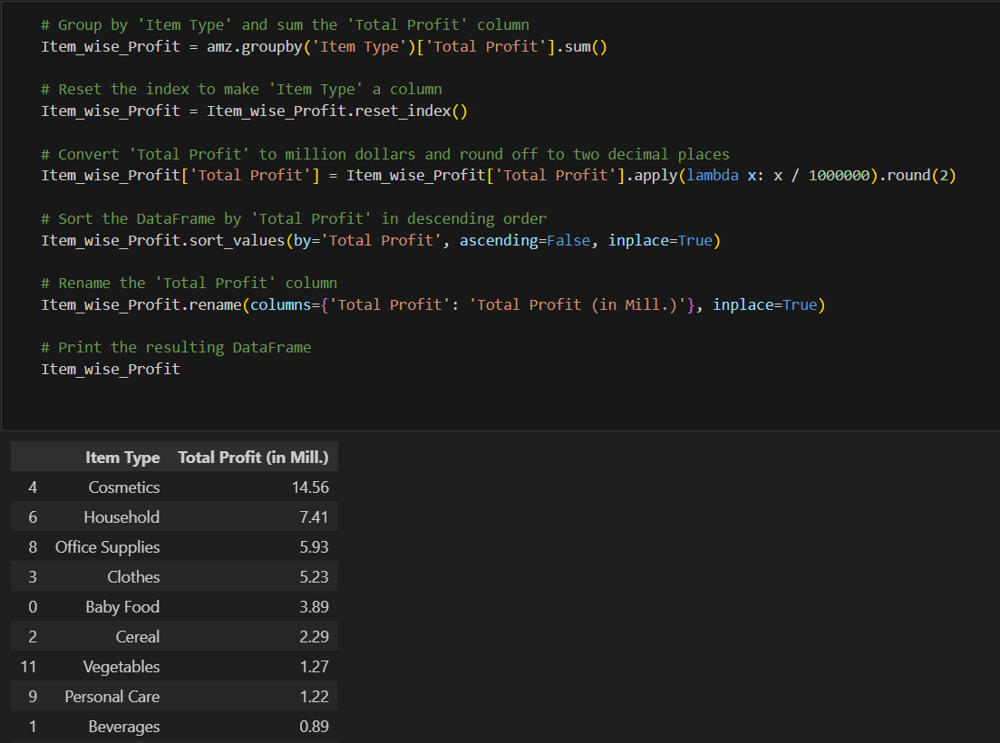 # Group by 'Item Type' and sum the 'Total Profit' column
Item_wise_Profit = amz.groupby('Item Type')['Total Profit'].sum()
# Reset the index to make 'Item Type' a column
Item_wise_Profit = Item_wise_Profit.reset_index()
# Convert 'Total Profit' to million dollars and round off to two decimal places
Item_wise_Profit['Total Profit'] = Item_wise_Profit['Total Profit'].apply(lambda x: x / 1000000).round(2)
# Sort the DataFrame by 'Total Profit' in descending order
Item_wise_Profit.sort_values(by='Total Profit', ascending=False, inplace=True)
# Rename the 'Total Profit' column
Item_wise_Profit.rename(columns={'Total Profit': 'Total Profit (in Mill.)'}, inplace=True)
# Print the resulting DataFrame
Item_wise_Profit
Item Type Total Profit (in Mill.)
4 Cosmetics 14.56
6 Household 7.41
8 Office Supplies 5.93
3 Clothes 5.23
0 Baby Food 3.89
2 Cereal 2.29
11 Vegetables 1.27
9 Personal Care 1.22
1 Beverages 0.89